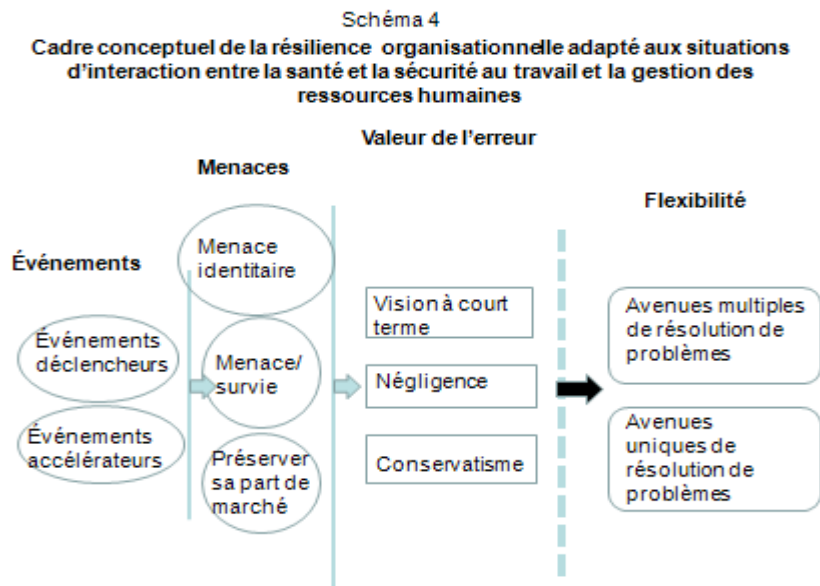 Schéma 4
Cadre conceptuel de la résilience organisationnelle adapté aux situations
d'interaction entre la santé et la sécurité au travail et la gestion des
ressources humaines
Valeur de l'erreur
Menaces
Flexibilité
Événements
Menace
identitaire
Événements
déclencheurs
Événements
accélérateurs
Menace/
survie
Préserver
sa part de
marché
Vision à court
terme
Négligence
Conservatisme
Avenues multiples
de résolution de
problèmes
Avenues
uniques de
résolution de
problèmes